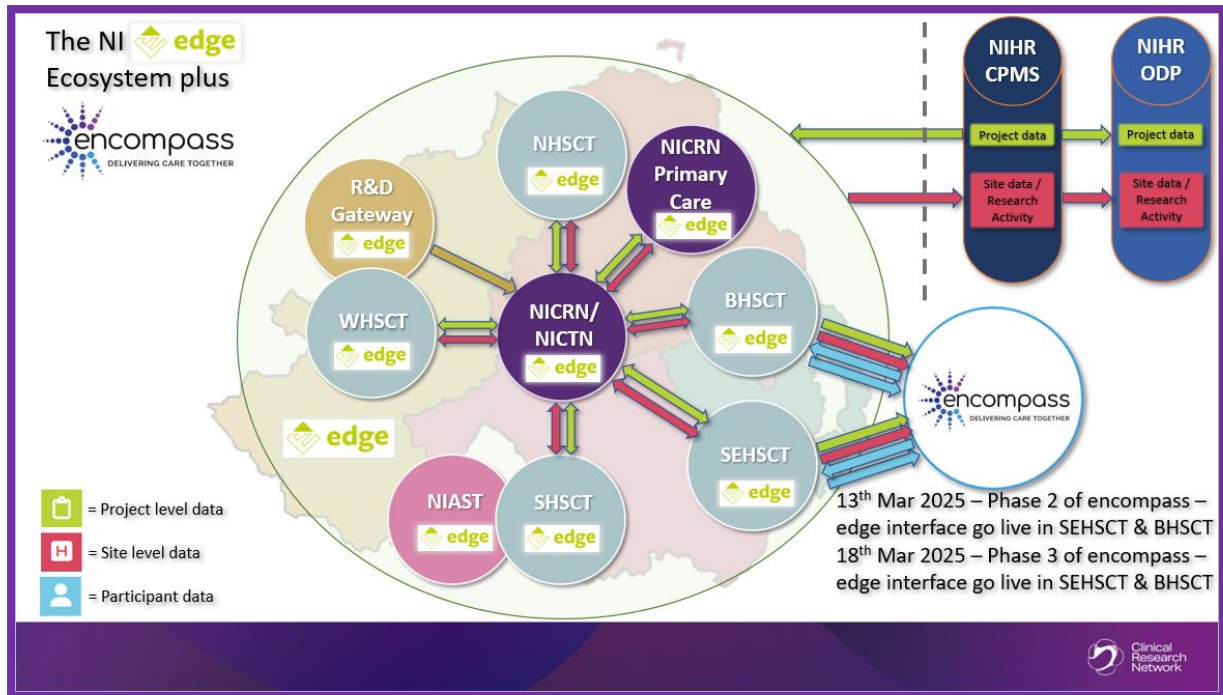 The NI edge
Ecosystem plus
encompass
DELIVERING CARE TOGETHER
NIHR
CPMS
Project data
Site data /
Research
Activity
NIHR
ODP
Project data
Site data /
Research
Activity
NHSCT
edge
NICRN
Primary
Care
edge
R&D
Gateway
edge
WHSCT
edge
NICRN/
NICTN
edge
BHSCT
edge
encompass
DELIVERING CARE TOGETHER
edge
SEHSCT
edge
NIAST
edge
SHSCT
edge
= Project level data
H = Site level data
= Participant data
13th Mar 2025 – Phase 2 of encompass –
edge interface go live in SEHSCT & BHSCT
18th Mar 2025 – Phase 3 of encompass –
edge interface go live in SEHSCT & BHSCT
Clinical
Research
Network